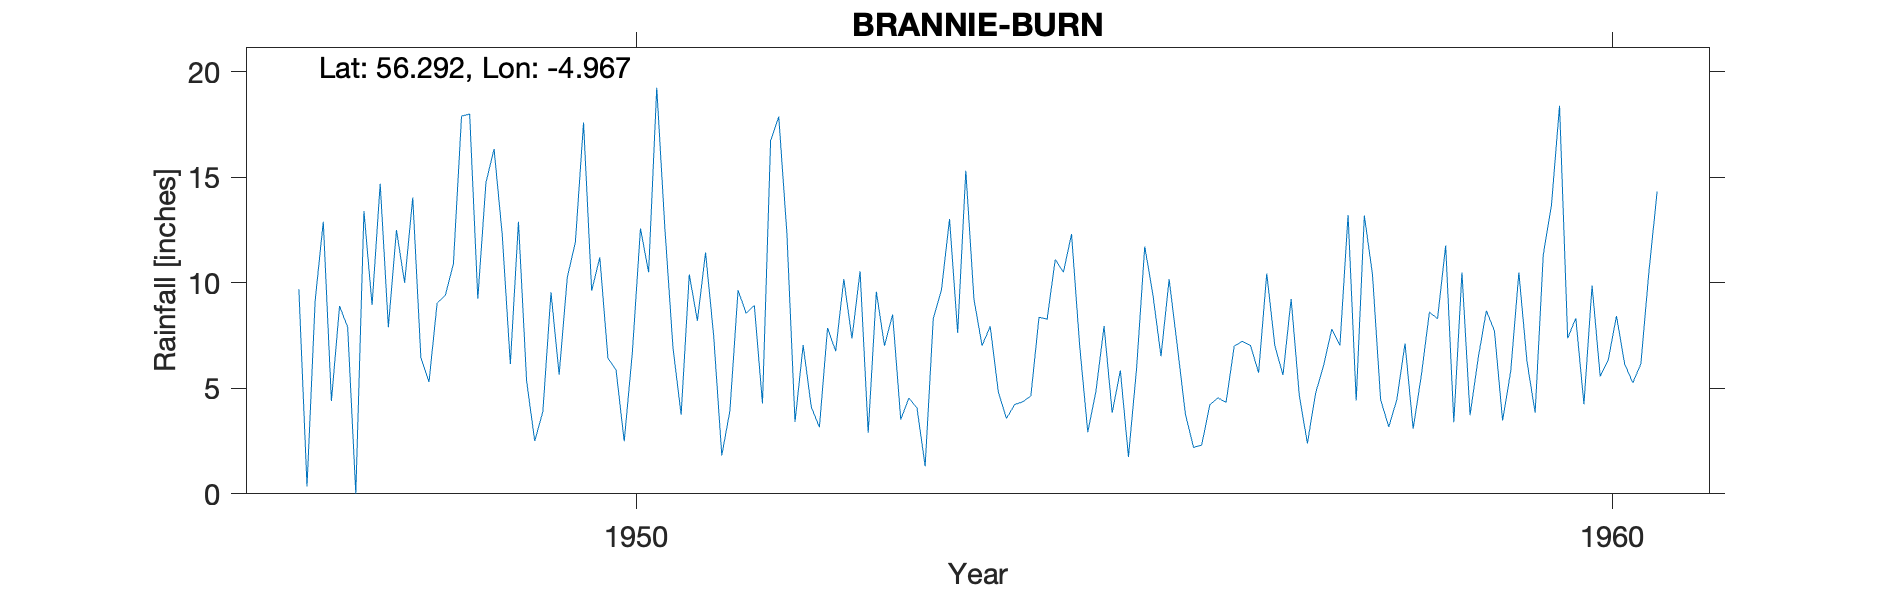 BRANNIE-BURN
Lat: 56.292, Lon: -4.967
20
15
10
5
0
Rainfall [inches]
1950
1960
Year